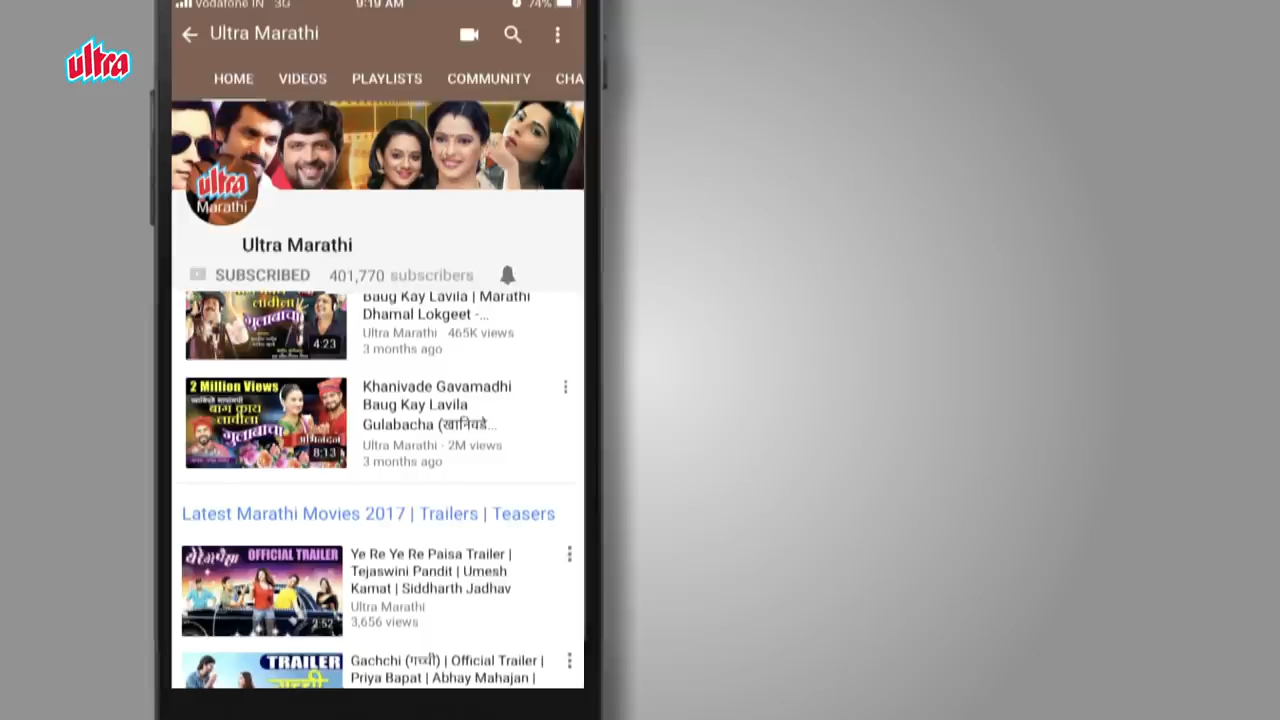 Vodafone IN 3G 9:19 AM 74%
ultra
Ultra Marathi
HOME VIDEOS PLAYLISTS COMMUNITY CHA
ultra
Marathi
Ultra Marathi
SUBSCRIBED 401,770 subscribers
Baug Kay Lavila | Marathi
Dhamal Lokgeet -...
Ultra Marathi 465K views
3 months ago
लावीला
गुलाबाचा
4:23
2 Million Views
बाग काय
लावीला
गुलाबाचा
अभिनंदन
8:13
Khanivade Gavamadhi
Baug Kay Lavila
Gulabacha (खानिवडे...
Ultra Marathi · 2M views
3 months ago
Latest Marathi Movies 2017 | Trailers | Teasers
OFFICIAL TRAILER
2:52
Ye Re Ye Re Paisa Trailer |
Tejaswini Pandit | Umesh
Kamat | Siddharth Jadhav
Ultra Marathi
3,656 views
TRAILER
गच्ची
Gachchi (गच्ची) | Official Trailer |
Priya Bapat | Abhay Mahajan |